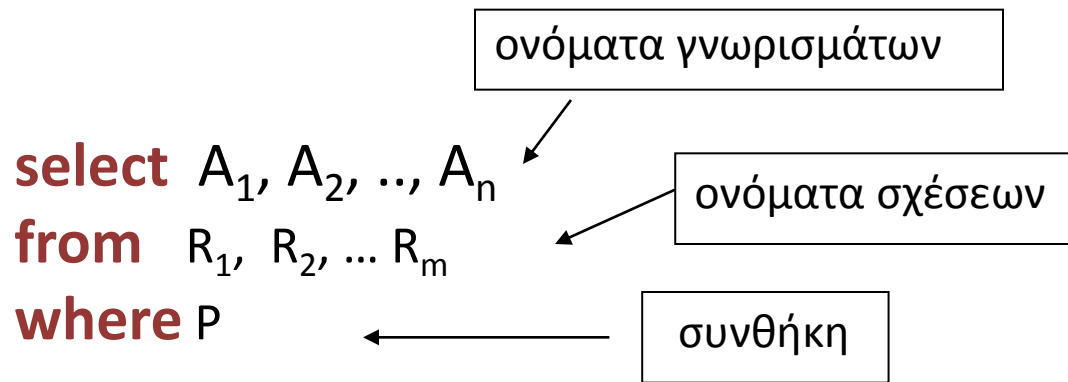 ονόματα γνωρισμάτων
select A₁, A₂, .., Aₙ
ονόματα σχέσεων
from R₁, R₂, ... Rₘ
where P
συνθήκη